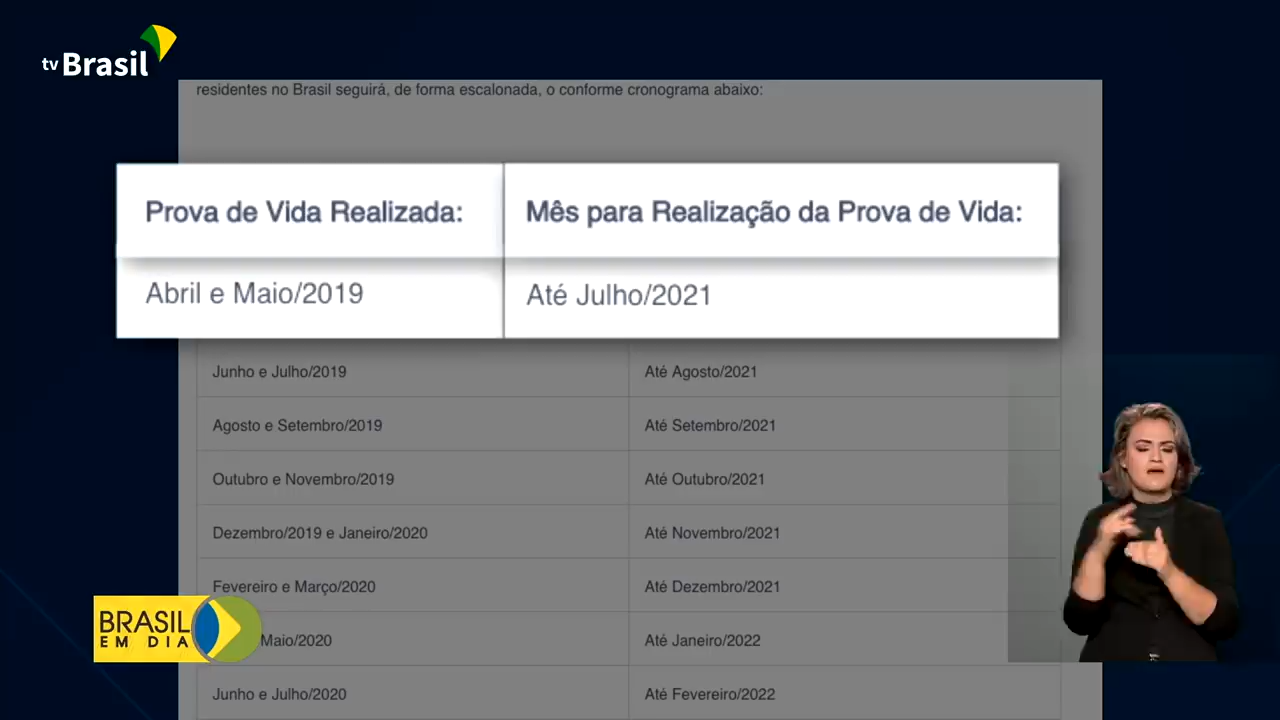 tv Brasil
residentes no Brasil seguirá, de forma escalonada, o conforme cronograma abaixo:
Prova de Vida Realizada: Mês para Realização da Prova de Vida:
Abril e Maio/2019 Até Julho/2021
Junho e Julho/2019 Até Agosto/2021
Agosto e Setembro/2019 Até Setembro/2021
Outubro e Novembro/2019 Até Outubro/2021
Dezembro/2019 e Janeiro/2020 Até Novembro/2021
Fevereiro e Março/2020 Até Dezembro/2021
Maio/2020 Até Janeiro/2022
Junho e Julho/2020 Até Fevereiro/2022
BRASIL
EM DIA